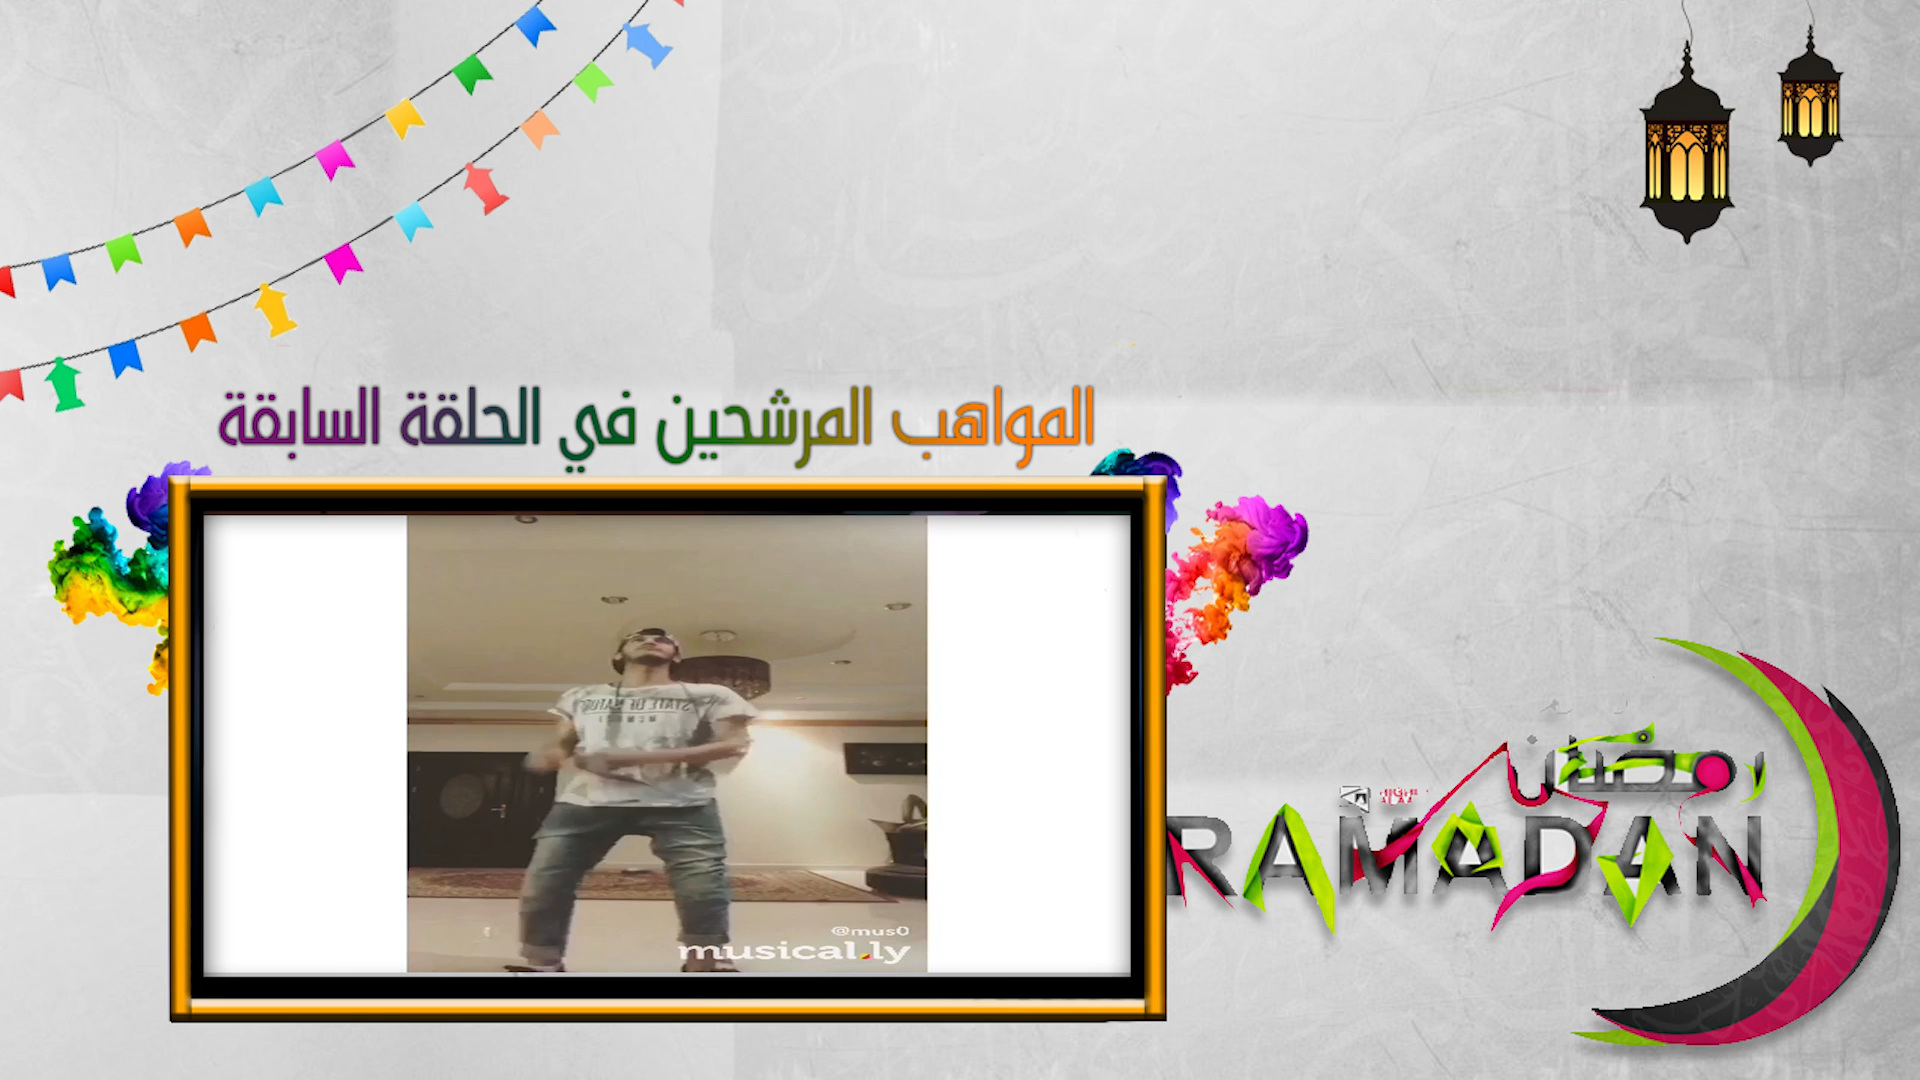 المواهب المرشحين في الحلقة السابقة
@mus0
musical.ly
رمضان
RAMADAN